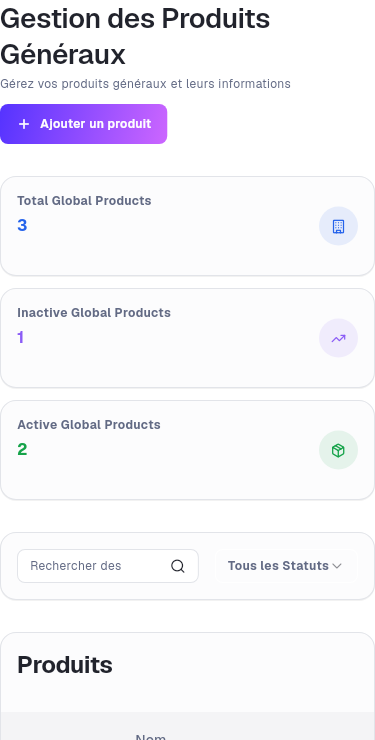 Gestion des Produits
Généraux
Gérez vos produits généraux et leurs informations
Ajouter un produit
Total Global Products
3
Inactive Global Products
1
Active Global Products
2
Rechercher des
Tous les Statuts
Produits
Nom